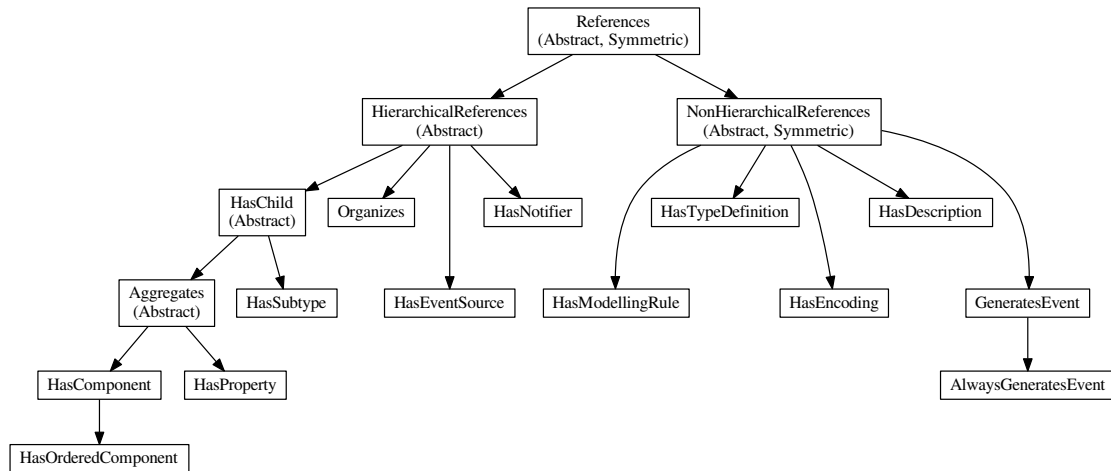 References
(Abstract, Symmetric)
HierarchicalReferences
(Abstract)
NonHierarchicalReferences
(Abstract, Symmetric)
HasChild
(Abstract)
Organizes
HasNotifier
HasTypeDefinition
HasDescription
Aggregates
(Abstract)
HasSubtype
HasEventSource
HasModellingRule
HasEncoding
GeneratesEvent
HasComponent
HasProperty
AlwaysGeneratesEvent
HasOrderedComponent